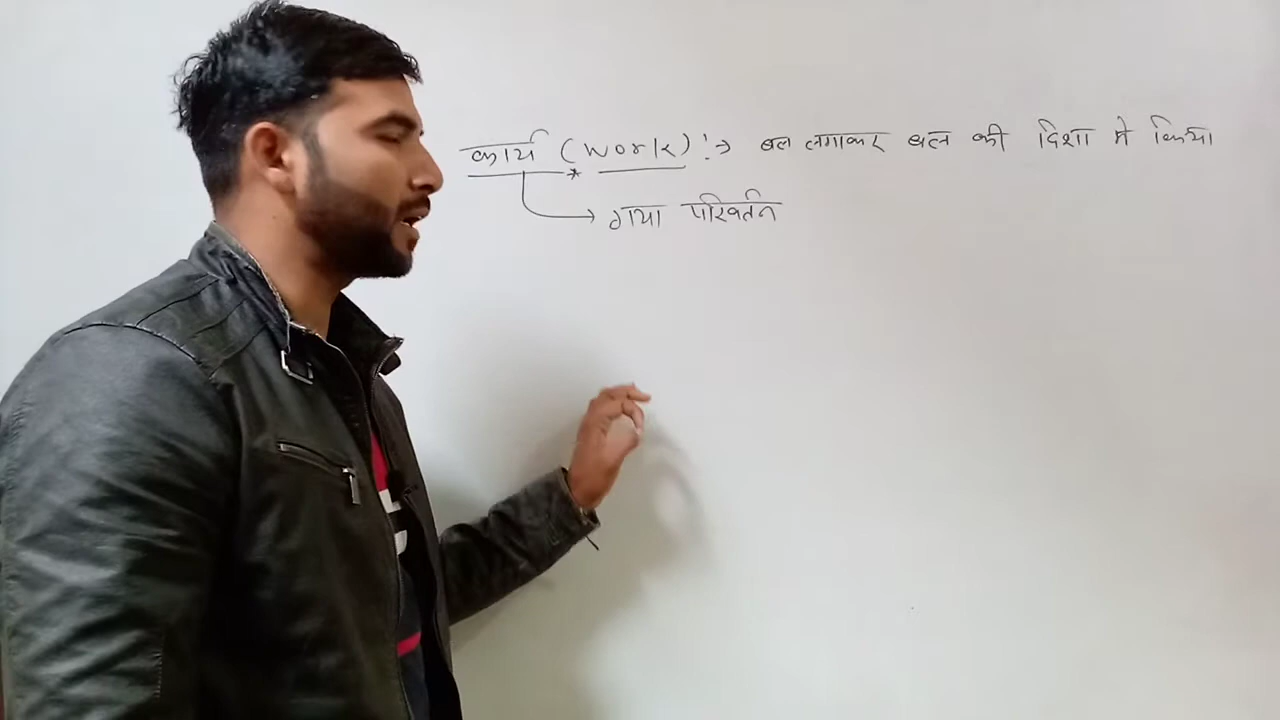 कार्य (Work) :→ बल लगाकर बल की दिशा मे किया
गया परिवर्तन